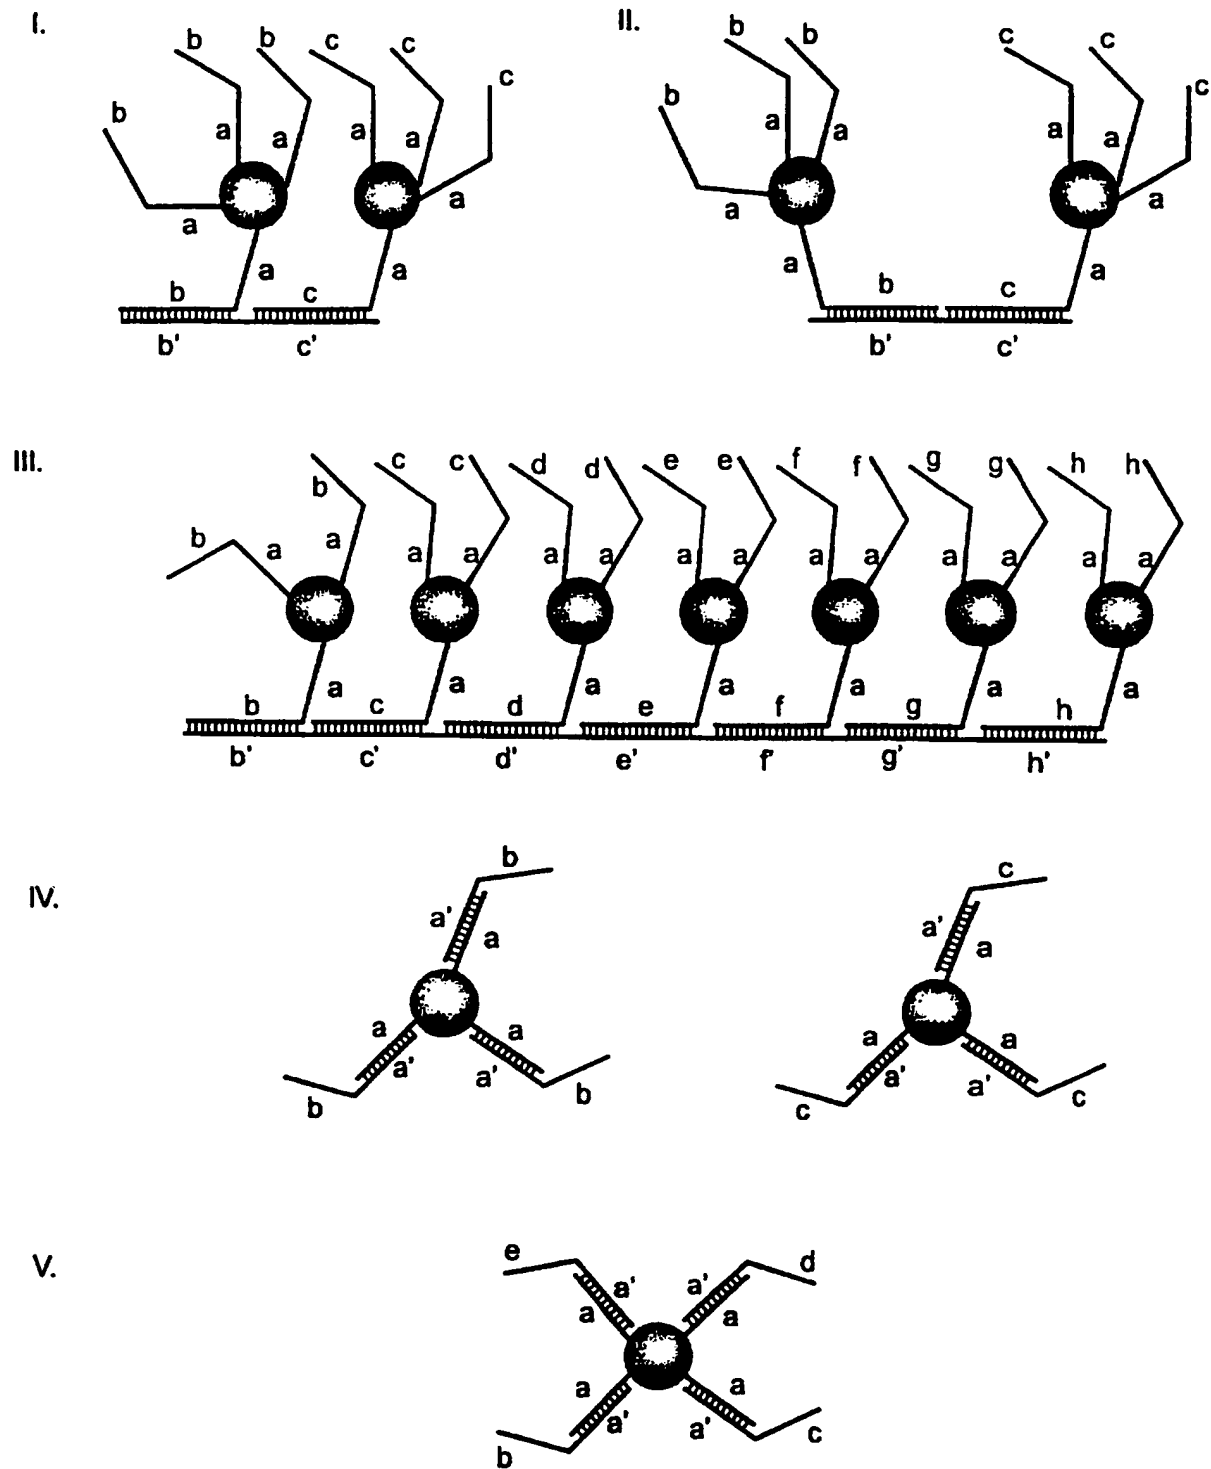 I. II.
b b c c c b
b b b c c c
a a a a a a
a a a a a a
a a a a
b c b c
b' c' b' c'
III.
b b c c d d e e f f g g h h
a a a a a a a a a a a a a a
a a a a a a a
b c d e f g h
b' c' d' e' f' g' h'
IV.
b c
a' a a' a
a a a a
a' a' a' a'
b b c c
V.
e d
a' a'
a a
a a
a' a'
b c